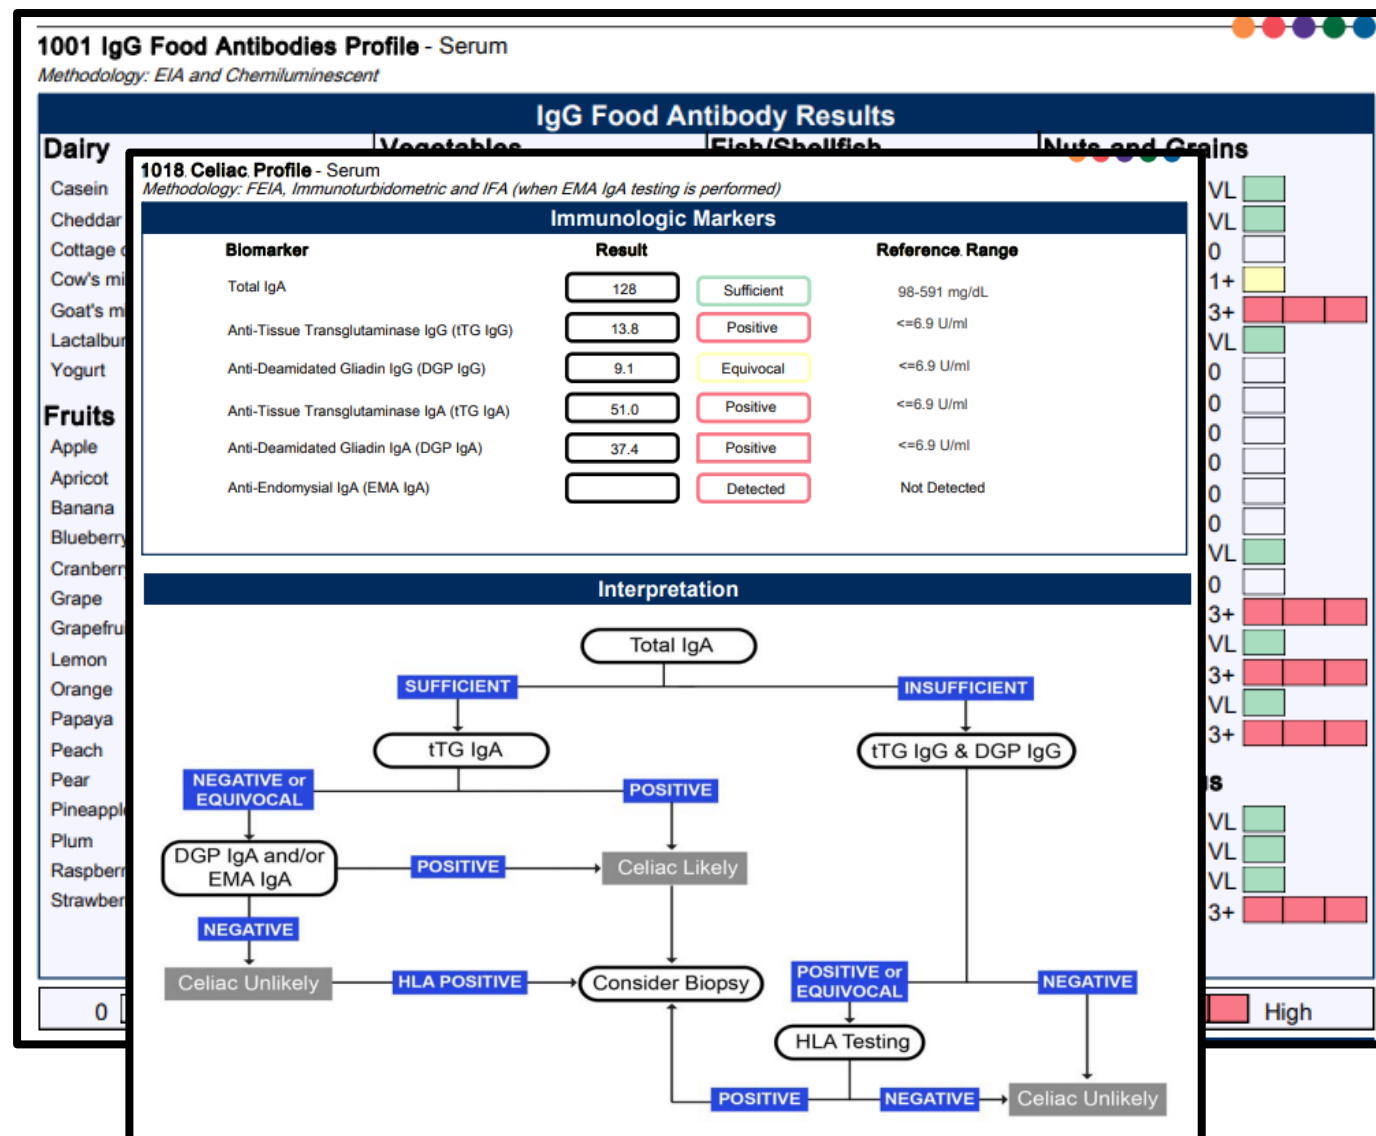 1001 IgG Food Antibodies Profile - Serum
Methodology: EIA and Chemiluminescent
IgG Food Antibody Results
Dairy Vegetables Fish/Shellfish Nuts and Grains
Casein
Cheddar
Cottage
Cow's
Goat's
Yogurt
Fruits
Apple
Apricot
Banana
Blueberry
Grape
Lemon
Orange
Papaya
Peach
Pear
Pineapple
Plum
VL
VL
0
1+
3+
VL
0
0
0
0
0
0
VL
0
3+
VL
3+
VL
3+
VL
VL
VL
3+
0 High
1018 Celiac Profile - Serum
Methodology: FEIA, Immunoturbidometric and IFA (when EMA IgA testing is performed)
Immunologic Markers
Biomarker Result Reference Range
Total IgA 128 Sufficient 98-591 mg/dL
Anti-Tissue Transglutaminase IgG (tTG IgG) 13.8 Positive <=6.9 U/ml
Anti-Deamidated Gliadin IgG (DGP IgG) 9.1 Equivocal <=6.9 U/ml
Anti-Tissue Transglutaminase IgA (tTG IgA) 51.0 Positive <=6.9 U/ml
Anti-Deamidated Gliadin IgA (DGP IgA) 37.4 Positive <=6.9 U/ml
Anti-Endomysial IgA (EMA IgA) Detected Not Detected
Interpretation
Total IgA
SUFFICIENT INSUFFICIENT
tTG IgA tTG IgG & DGP IgG
NEGATIVE or
EQUIVOCAL
POSITIVE
DGP IgA and/or
EMA IgA
POSITIVE
Celiac Likely
NEGATIVE
Celiac Unlikely
HLA POSITIVE
Consider Biopsy
POSITIVE or
EQUIVOCAL
NEGATIVE
HLA Testing
POSITIVE NEGATIVE Celiac Unlikely